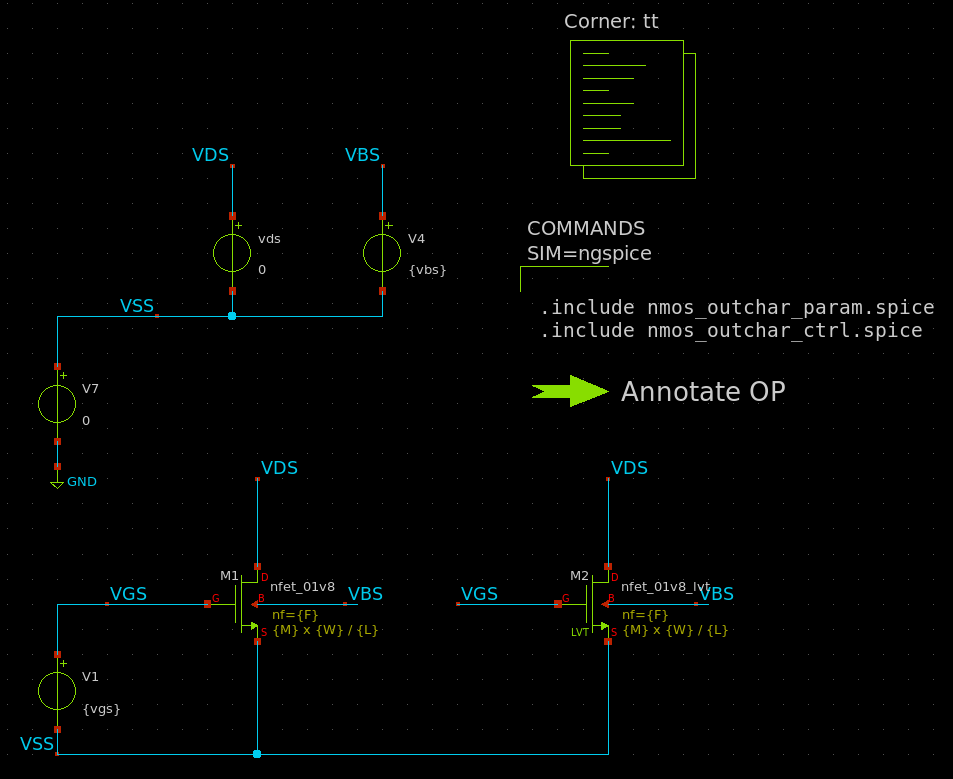 Corner: tt
VDS
VBS
+
vds
0
+
V4
{vbs}
COMMANDS
SIM=ngspice
.include nmos_outchar_param.spice
.include nmos_outchar_ctrl.spice
VSS
+
V7
0
GND
Annotate OP
VDS
VDS
M1
D
nfet_01v8
VGS
G
B
VBS
nf={F}
{M} x {W} / {L}
S
M2
D
nfet_01v8_lvt
VGS
G
B
VBS
nf={F}
{M} x {W} / {L}
LVT
S
+
V1
{vgs}
VSS